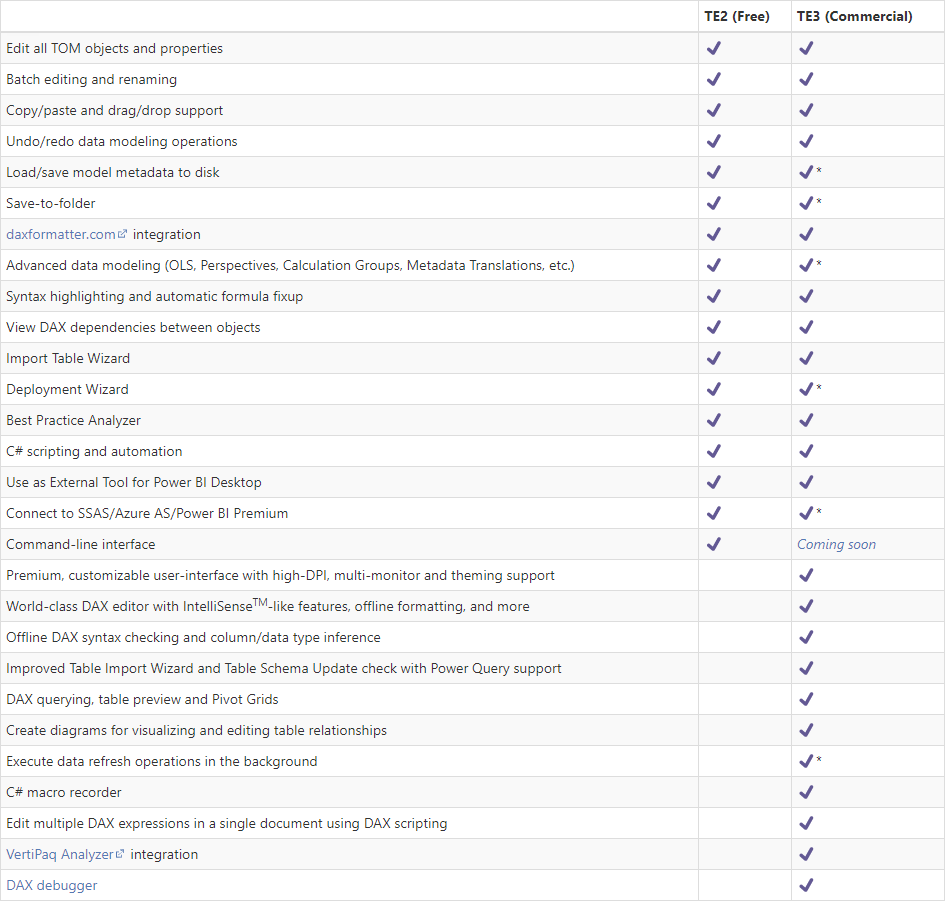 TE2 (Free) TE3 (Commercial)
Edit all TOM objects and properties ✔ ✔
Batch editing and renaming ✔ ✔
Copy/paste and drag/drop support ✔ ✔
Undo/redo data modeling operations ✔ ✔
Load/save model metadata to disk ✔ ✔ *
Save-to-folder ✔ ✔ *
daxformatter.com integration ✔ ✔
Advanced data modeling (OLS, Perspectives, Calculation Groups, Metadata Translations, etc.) ✔ ✔ *
Syntax highlighting and automatic formula fixup ✔ ✔
View DAX dependencies between objects ✔ ✔
Import Table Wizard ✔ ✔
Deployment Wizard ✔ ✔ *
Best Practice Analyzer ✔ ✔
C# scripting and automation ✔ ✔
Use as External Tool for Power BI Desktop ✔ ✔
Connect to SSAS/Azure AS/Power BI Premium ✔ ✔ *
Command-line interface ✔ Coming soon
Premium, customizable user-interface with high-DPI, multi-monitor and theming support ✔
World-class DAX editor with IntelliSenseTM-like features, offline formatting, and more ✔
Offline DAX syntax checking and column/data type inference ✔
Improved Table Import Wizard and Table Schema Update check with Power Query support ✔
DAX querying, table preview and Pivot Grids ✔
Create diagrams for visualizing and editing table relationships ✔
Execute data refresh operations in the background ✔ *
C# macro recorder ✔
Edit multiple DAX expressions in a single document using DAX scripting ✔
VertiPaq Analyzer integration ✔
DAX debugger ✔